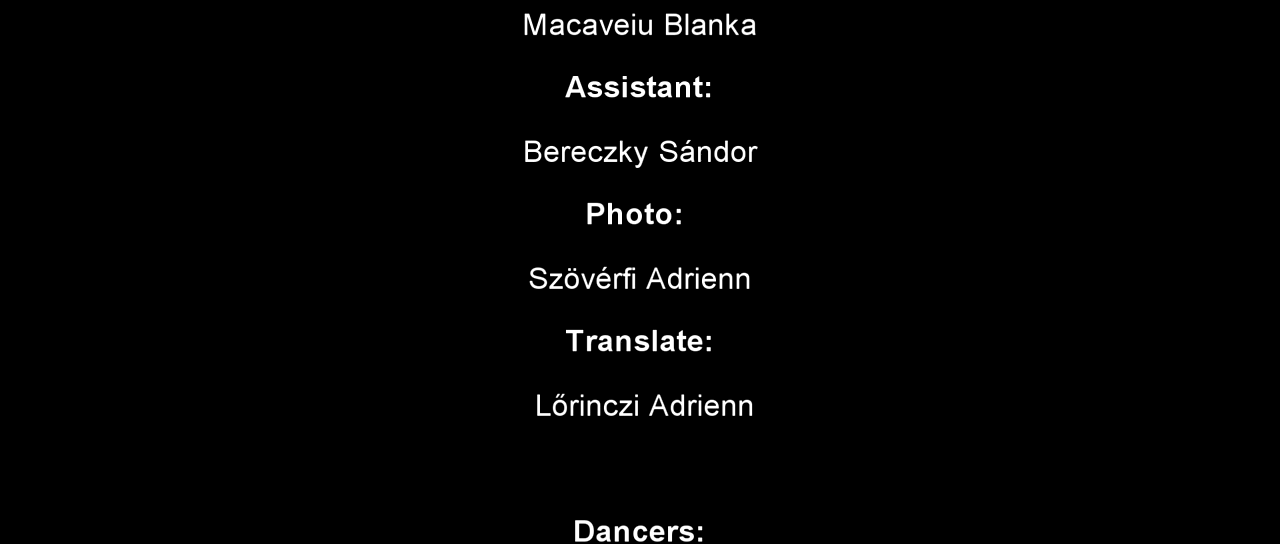 Macaveiu Blanka
Assistant:
Bereczky Sándor
Photo:
Szövérfi Adrienn
Translate:
Lőrinczi Adrienn
Dancers: